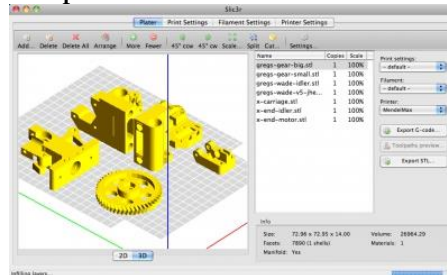 Slic3r
Plater Print Settings Filament Settings Printer Settings
Add... Delete Delete All Arrange More Fewer 45° ccw 45° cw Scale... Split Cut... Settings...
Name Copies Scale
gregs-gear-big.stl 1 100%
gregs-gear-small.stl 1 100%
gregs-wade-idler.stl 1 100%
gregs-wade-v5-jhe... 1 100%
x-carriage.stl 1 100%
x-end-idler.stl 1 100%
x-end-motor.stl 1 100%
Print settings:
- default -
Filament:
- default -
Printer:
MendelMax
Export G-code...
Toolpaths preview...
Export STL...
2D 3D
Info
Size: 72.96 x 72.95 x 14.00 Volume: 26864.29
Facets: 7890 (1 shells) Materials: 1
Manifold: Yes
Infilling layers...